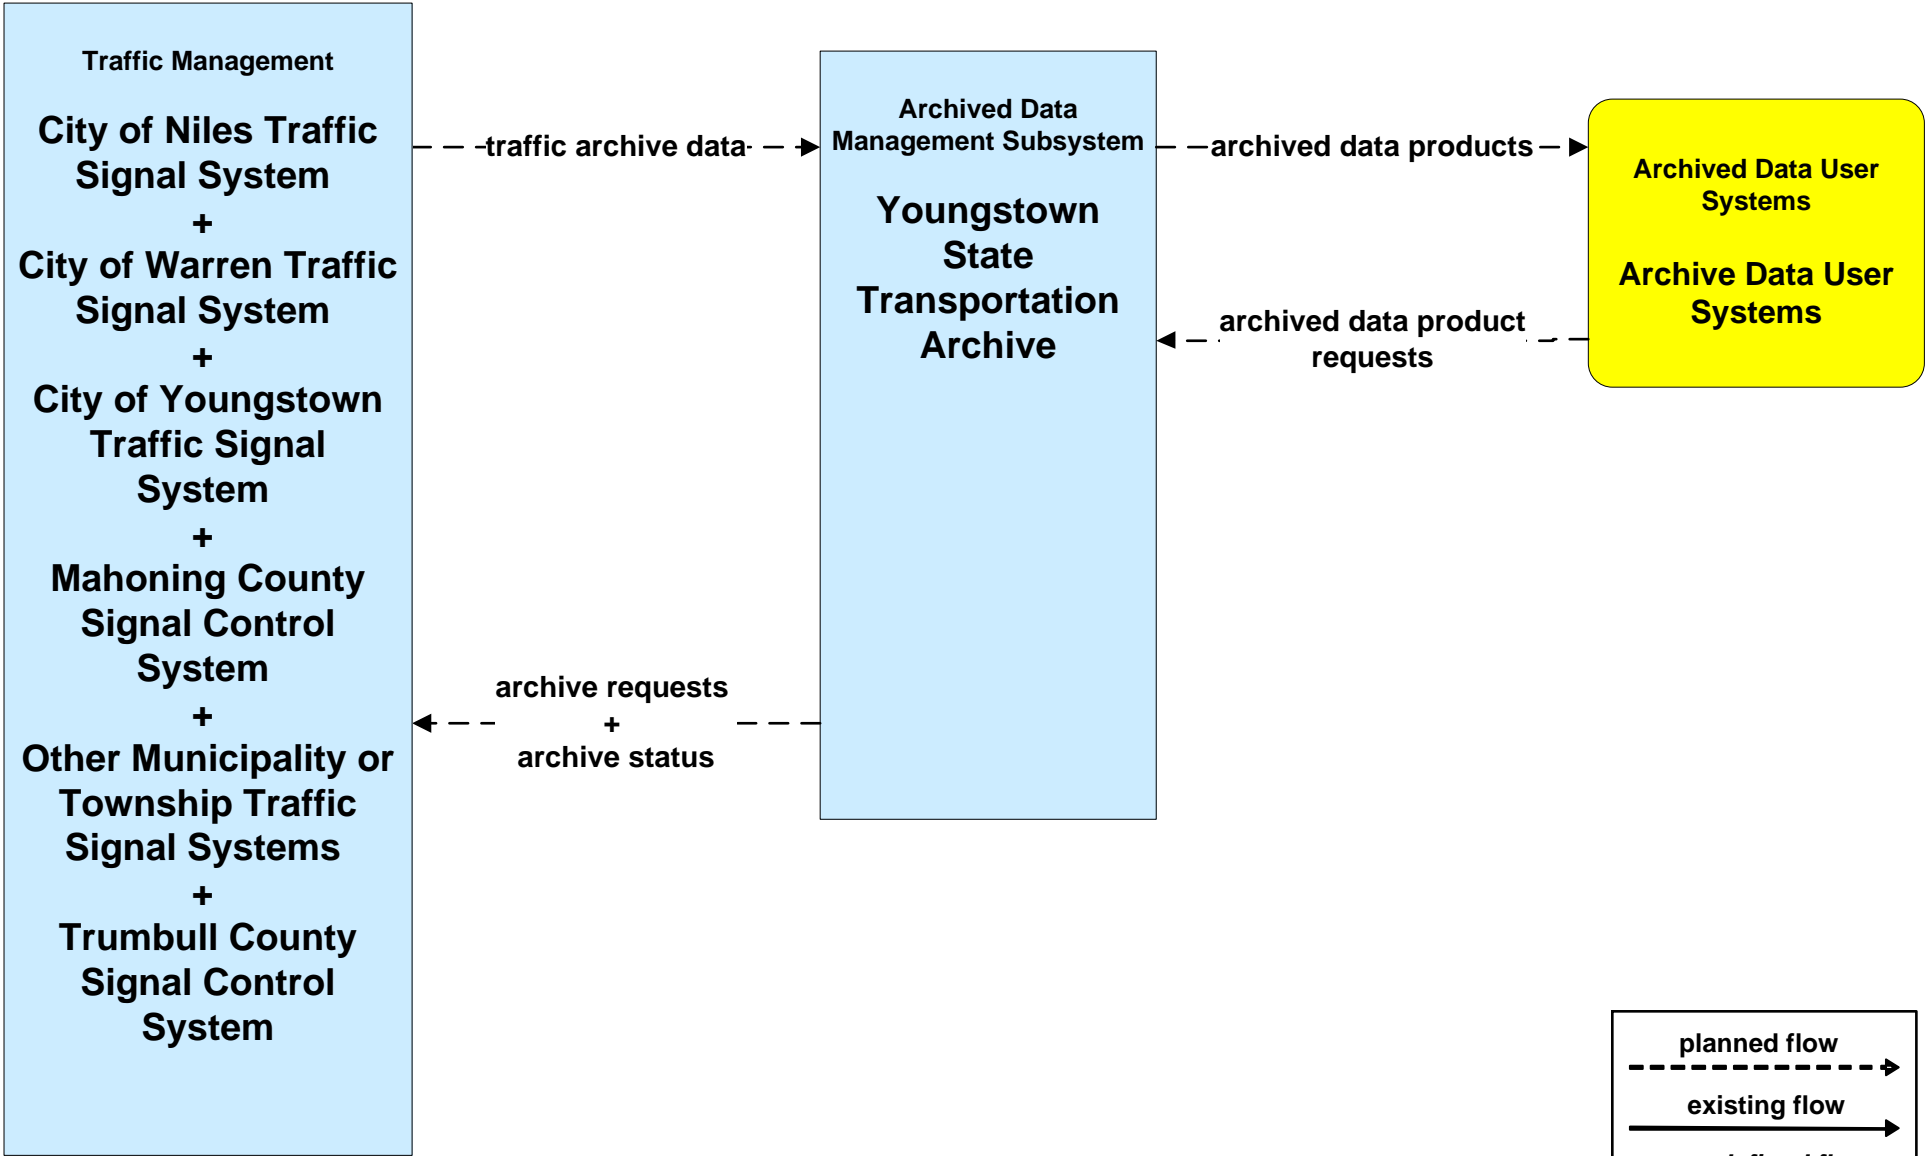 Traffic Management
City of Niles Traffic
Signal System
+
City of Warren Traffic
Signal System
+
City of Youngstown
Traffic Signal
System
+
Mahoning County
Signal Control
System
+
Other Municipality or
Township Traffic
Signal Systems
+
Trumbull County
Signal Control
System
traffic archive data
archive requests
+
archive status
Archived Data
Management Subsystem
Youngstown
State
Transportation
Archive
archived data products
archived data product
requests
Archived Data User
Systems
Archive Data User
Systems
planned flow
existing flow